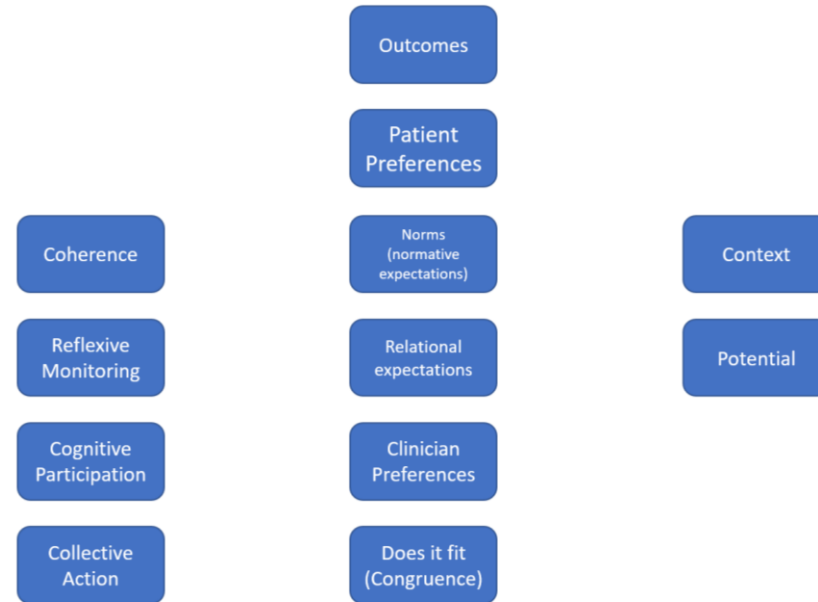 Outcomes
Patient
Preferences
Coherence
Norms
(normative
expectations)
Context
Reflexive
Monitoring
Relational
expectations
Potential
Cognitive
Participation
Clinician
Preferences
Collective
Action
Does it fit
(Congruence)